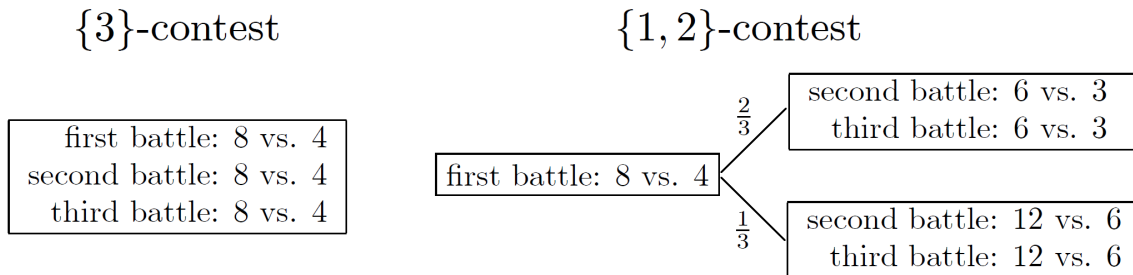 {3}-contest
{1, 2}-contest
first battle: 8 vs. 4
second battle: 8 vs. 4
third battle: 8 vs. 4
first battle: 8 vs. 4
2/3
1/3
second battle: 6 vs. 3
third battle: 6 vs. 3
second battle: 12 vs. 6
third battle: 12 vs. 6